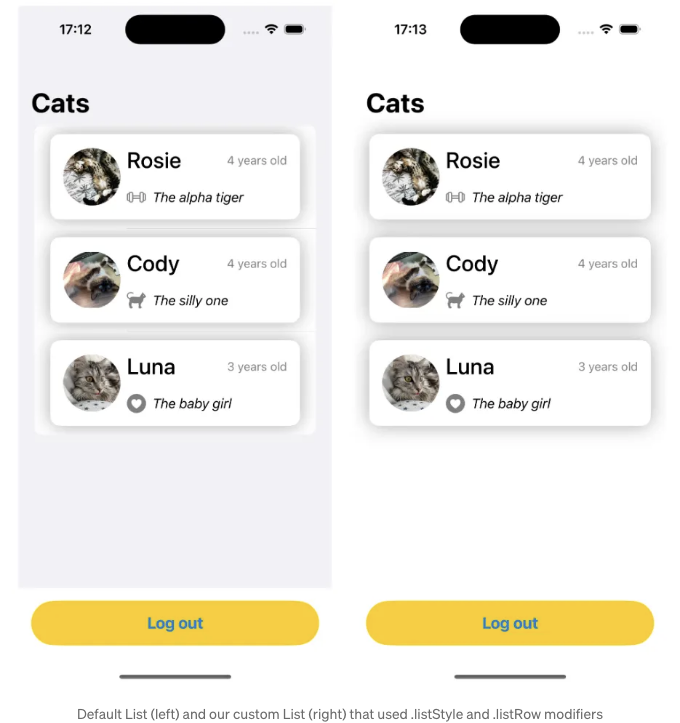 17:12
Cats
Rosie 4 years old
The alpha tiger
Cody 4 years old
The silly one
Luna 3 years old
The baby girl
Log out
17:13
Cats
Rosie 4 years old
The alpha tiger
Cody 4 years old
The silly one
Luna 3 years old
The baby girl
Log out
Default List (left) and our custom List (right) that used .listStyle and .listRow modifiers